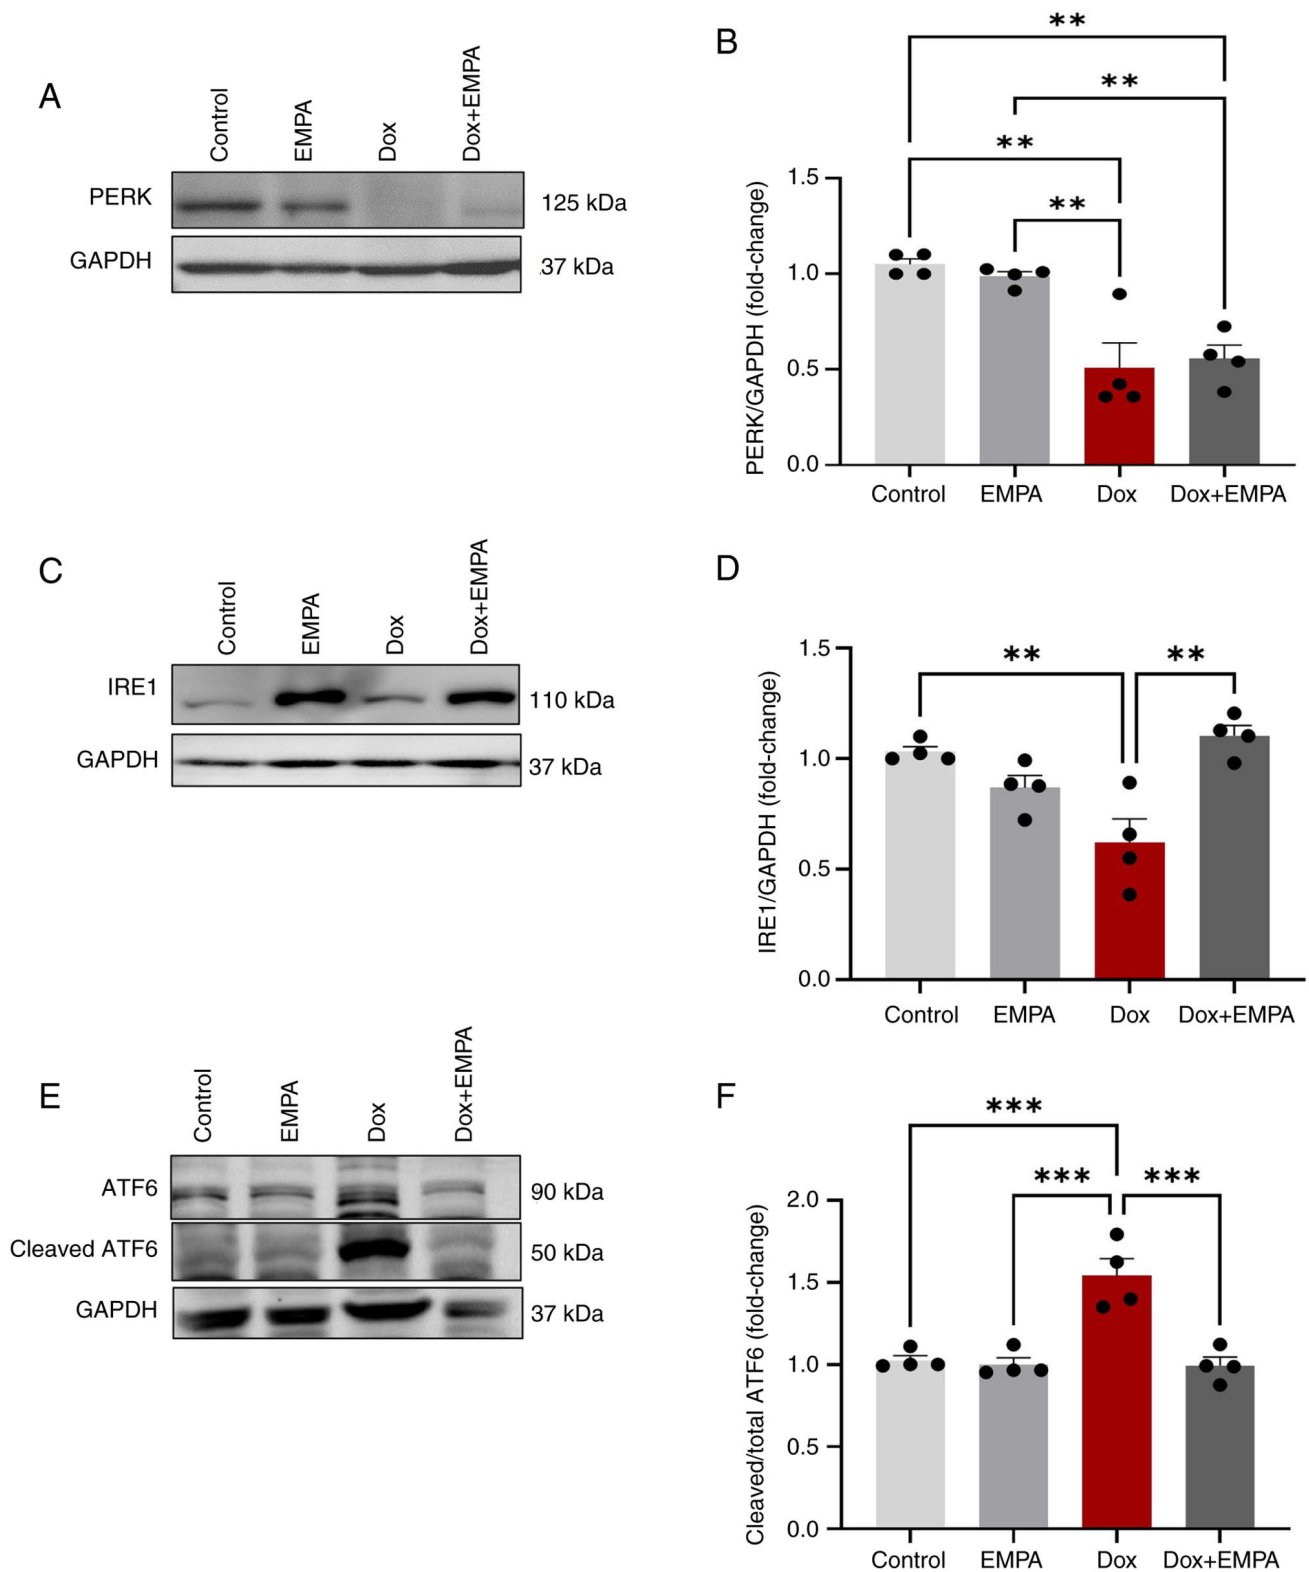 A
Control
EMPA
Dox
Dox+EMPA
PERK
125 kDa
GAPDH
37 kDa
B
**
**
**
**
PERK/GAPDH (fold-change)
1.5
1.0
0.5
0.0
Control
EMPA
Dox
Dox+EMPA
C
Control
EMPA
Dox
Dox+EMPA
IRE1
110 kDa
GAPDH
37 kDa
D
**
**
IRE1/GAPDH (fold-change)
1.5
1.0
0.5
0.0
Control
EMPA
Dox
Dox+EMPA
E
Control
EMPA
Dox
Dox+EMPA
ATF6
90 kDa
Cleaved ATF6
50 kDa
GAPDH
37 kDa
F
***
***
***
Cleaved/total ATF6 (fold-change)
2.0
1.5
1.0
0.5
0.0
Control
EMPA
Dox
Dox+EMPA